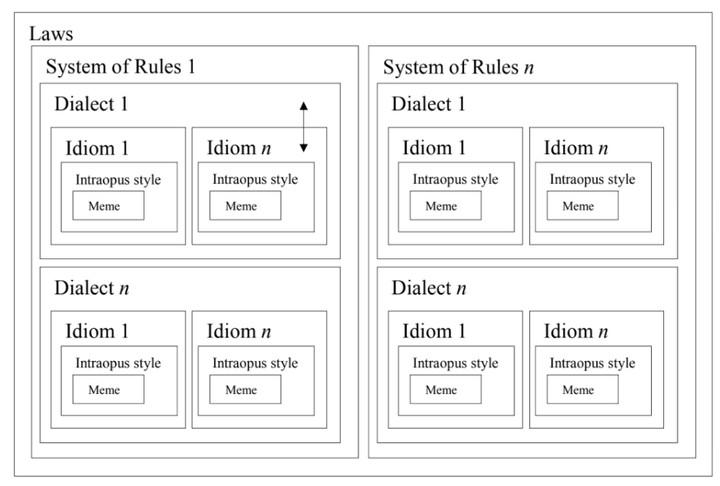 Laws
System of Rules 1
Dialect 1
Idiom 1
Intraopus style
Meme
Idiom n
Intraopus style
Meme
Dialect n
Idiom 1
Intraopus style
Meme
Idiom n
Intraopus style
Meme
System of Rules n
Dialect 1
Idiom 1
Intraopus style
Meme
Idiom n
Intraopus style
Meme
Dialect n
Idiom 1
Intraopus style
Meme
Idiom n
Intraopus style
Meme